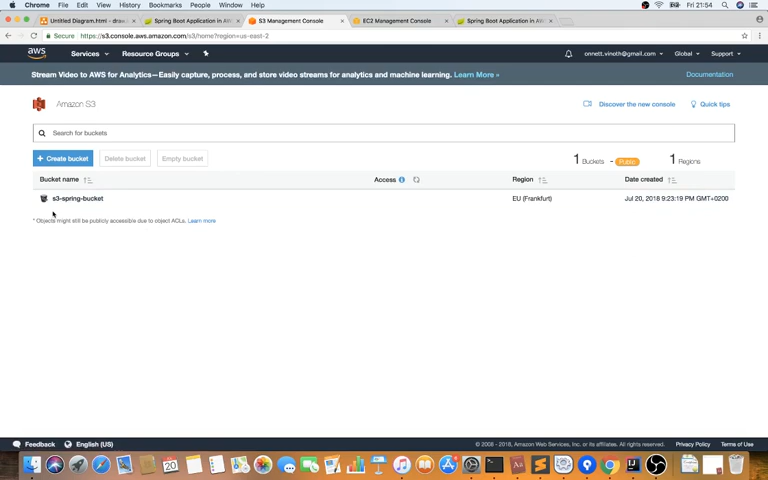 Chrome File Edit View History Bookmarks People Window Help Fri 21:54
Untitled Diagram.html - draw Spring Boot Application in AW S3 Management Console EC2 Management Console Spring Boot Application in AW
Secure https://s3.console.aws.amazon.com/s3/home?region=us-east-2
aws Services Resource Groups onnett.vineth@gmail.com Global Support
Stream Video to AWS for Analytics—Easily capture, process, and store video streams for analytics and machine learning. Learn More » Documentation
Amazon S3 Discover the new console Quick tips
Search for buckets
+ Create bucket Delete bucket Empty bucket 1 Buckets - Public 1 Regions
Bucket name Access Region Date created
s3-spring-bucket EU (Frankfurt) Jul 20, 2018 9:23:19 PM GMT+0200
* Objects might still be publicly accessible due to object ACLs. Learn more
Feedback English (US) © 2008 - 2018, Amazon Web Services, Inc. or its affiliates. All rights reserved. Privacy Policy Terms of Use
20